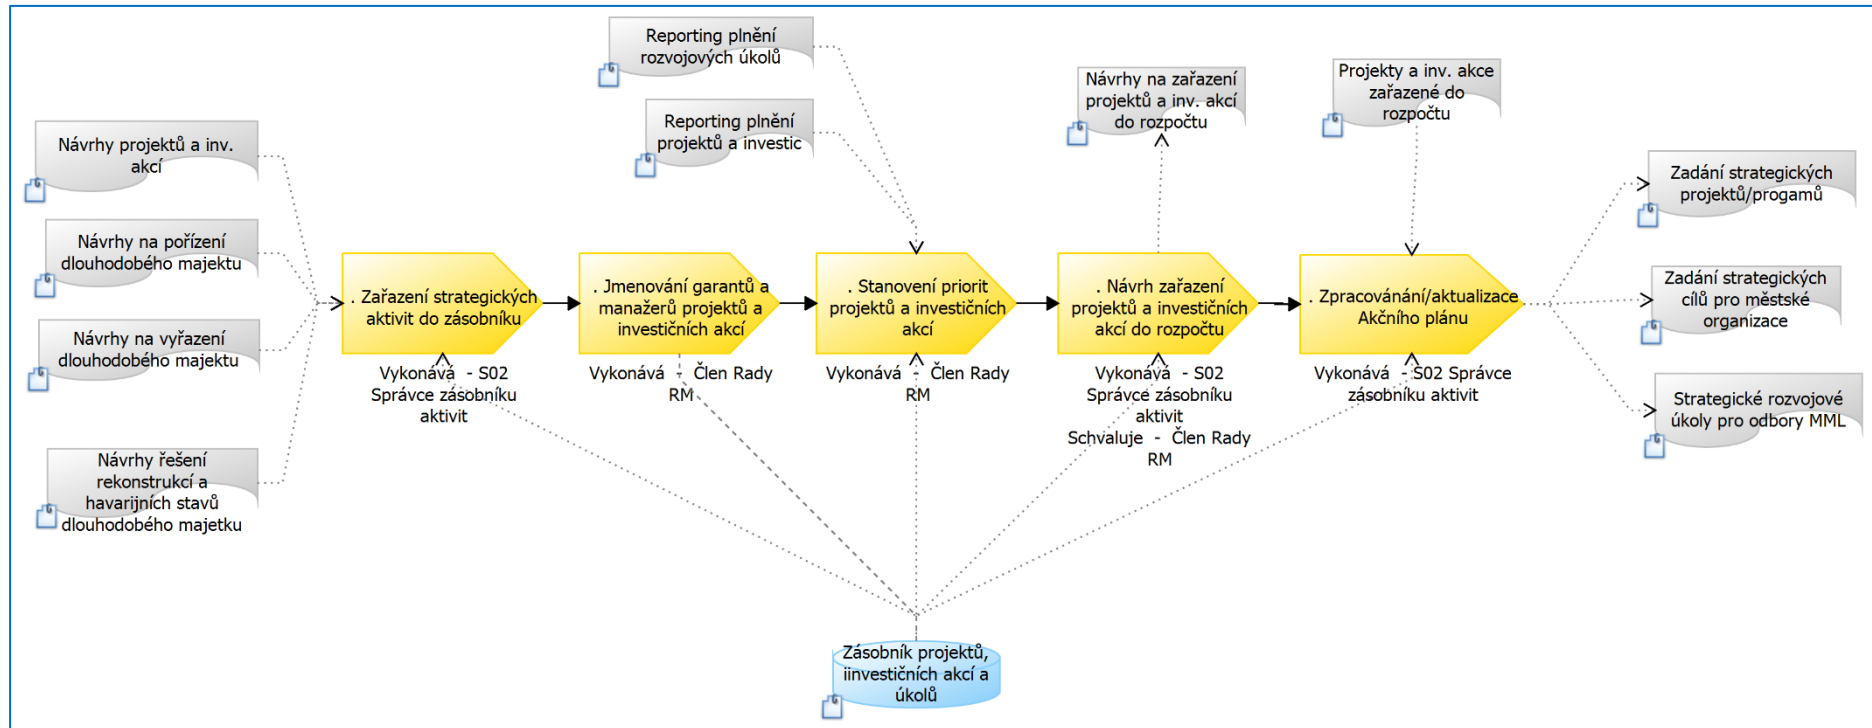 Reporting plnění
rozvojových úkolů
Reporting plnění
projektů a investic
Návrhy na zařazení
projektů a inv. akcí
do rozpočtu
Projekty a inv. akce
zařazené do
rozpočtu
Návrhy projektů a inv.
akcí
Návrhy na pořízení
dlouhodobého majektu
Návrhy na vyřazení
dlouhodobého majektu
Návrhy řešení
rekonstrukcí a
havarijních stavů
dlouhodobého majetku
. Zařazení strategických
aktivit do zásobníku
Vykonává - S02
Správce zásobníku
aktivit
. Jmenování garantů a
manažerů projektů a
investičních akcí
Vykonává - Člen Rady
RM
. Stanovení priorit
projektů a investičních
akcí
Vykonává - Člen Rady
RM
. Návrh zařazení
projektů a investičních
akcí do rozpočtu
Vykonává - S02
Správce zásobníku
aktivit
Schvaluje - Člen Rady
RM
. Zpracovánání/aktualizace
Akčního plánu
Vykonává - S02 Správce
zásobníku aktivit
Zadání strategických
projektů/progamů
Zadání strategických
cílů pro městské
organizace
Strategické rozvojové
úkoly pro odbory MML
Zásobník projektů,
iinvestičních akcí a
úkolů